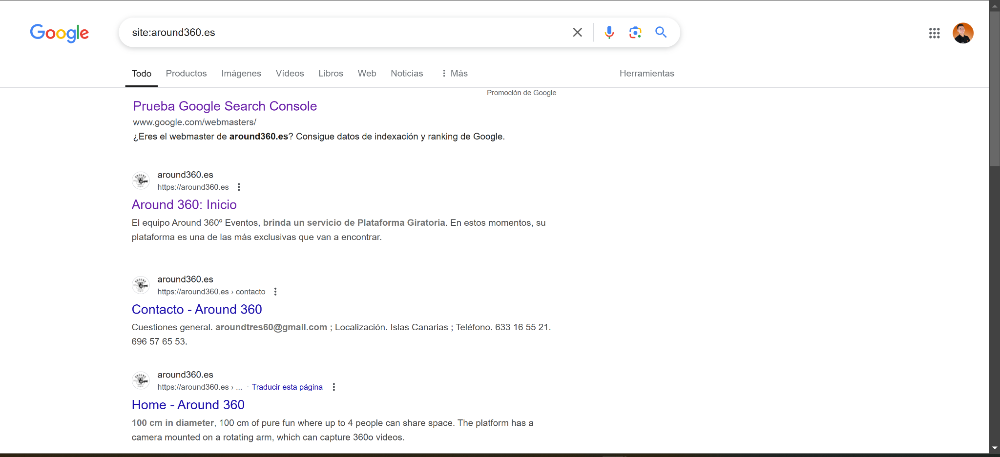 Google
site:around360.es
Todo Productos Imágenes Vídeos Libros Web Noticias Más Herramientas
Promoción de Google
Prueba Google Search Console
www.google.com/webmasters/
¿Eres el webmaster de around360.es? Consigue datos de indexación y ranking de Google.
around360.es
https://around360.es
Around 360: Inicio
El equipo Around 360º Eventos, brinda un servicio de Plataforma Giratoria. En estos momentos, su
plataforma es una de las más exclusivas que van a encontrar.
around360.es
https://around360.es › contacto
Contacto - Around 360
Cuestiones general. aroundtres60@gmail.com ; Localización. Islas Canarias ; Teléfono. 633 16 55 21.
696 57 65 53.
around360.es
https://around360.es › ... · Traducir esta página
Home - Around 360
100 cm in diameter, 100 cm of pure fun where up to 4 people can share space. The platform has a
camera mounted on a rotating arm, which can capture 360o videos.